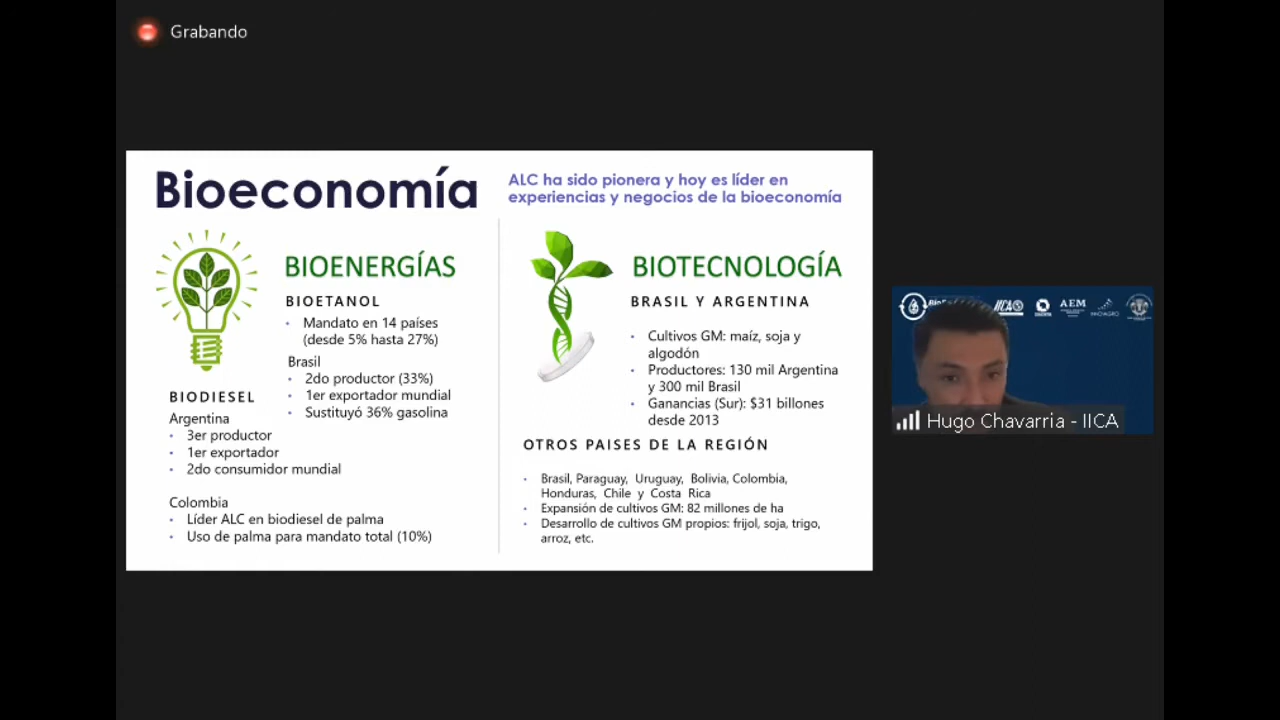 Grabando
Bioeconomía
ALC ha sido pionera y hoy es líder en
experiencias y negocios de la bioeconomía
BIOENERGÍAS
BIOETANOL
• Mandato en 14 países
(desde 5% hasta 27%)
Brasil
• 2do productor (33%)
• 1er exportador mundial
• Sustituyó 36% gasolina
BIODIESEL
Argentina
• 3er productor
• 1er exportador
• 2do consumidor mundial
Colombia
• Líder ALC en biodiesel de palma
• Uso de palma para mandato total (10%)
BIOTECNOLOGÍA
BRASIL Y ARGENTINA
• Cultivos GM: maíz, soja y
algodón
• Productores: 130 mil Argentina
y 300 mil Brasil
• Ganancias (Sur): $31 billones
desde 2013
OTROS PAISES DE LA REGIÓN
• Brasil, Paraguay, Uruguay, Bolivia, Colombia,
Honduras, Chile y Costa Rica
• Expansión de cultivos GM: 82 millones de ha
• Desarrollo de cultivos GM propios: frijol, soja, trigo,
arroz, etc.
IICA
AEM
Hugo Chavarria - IICA